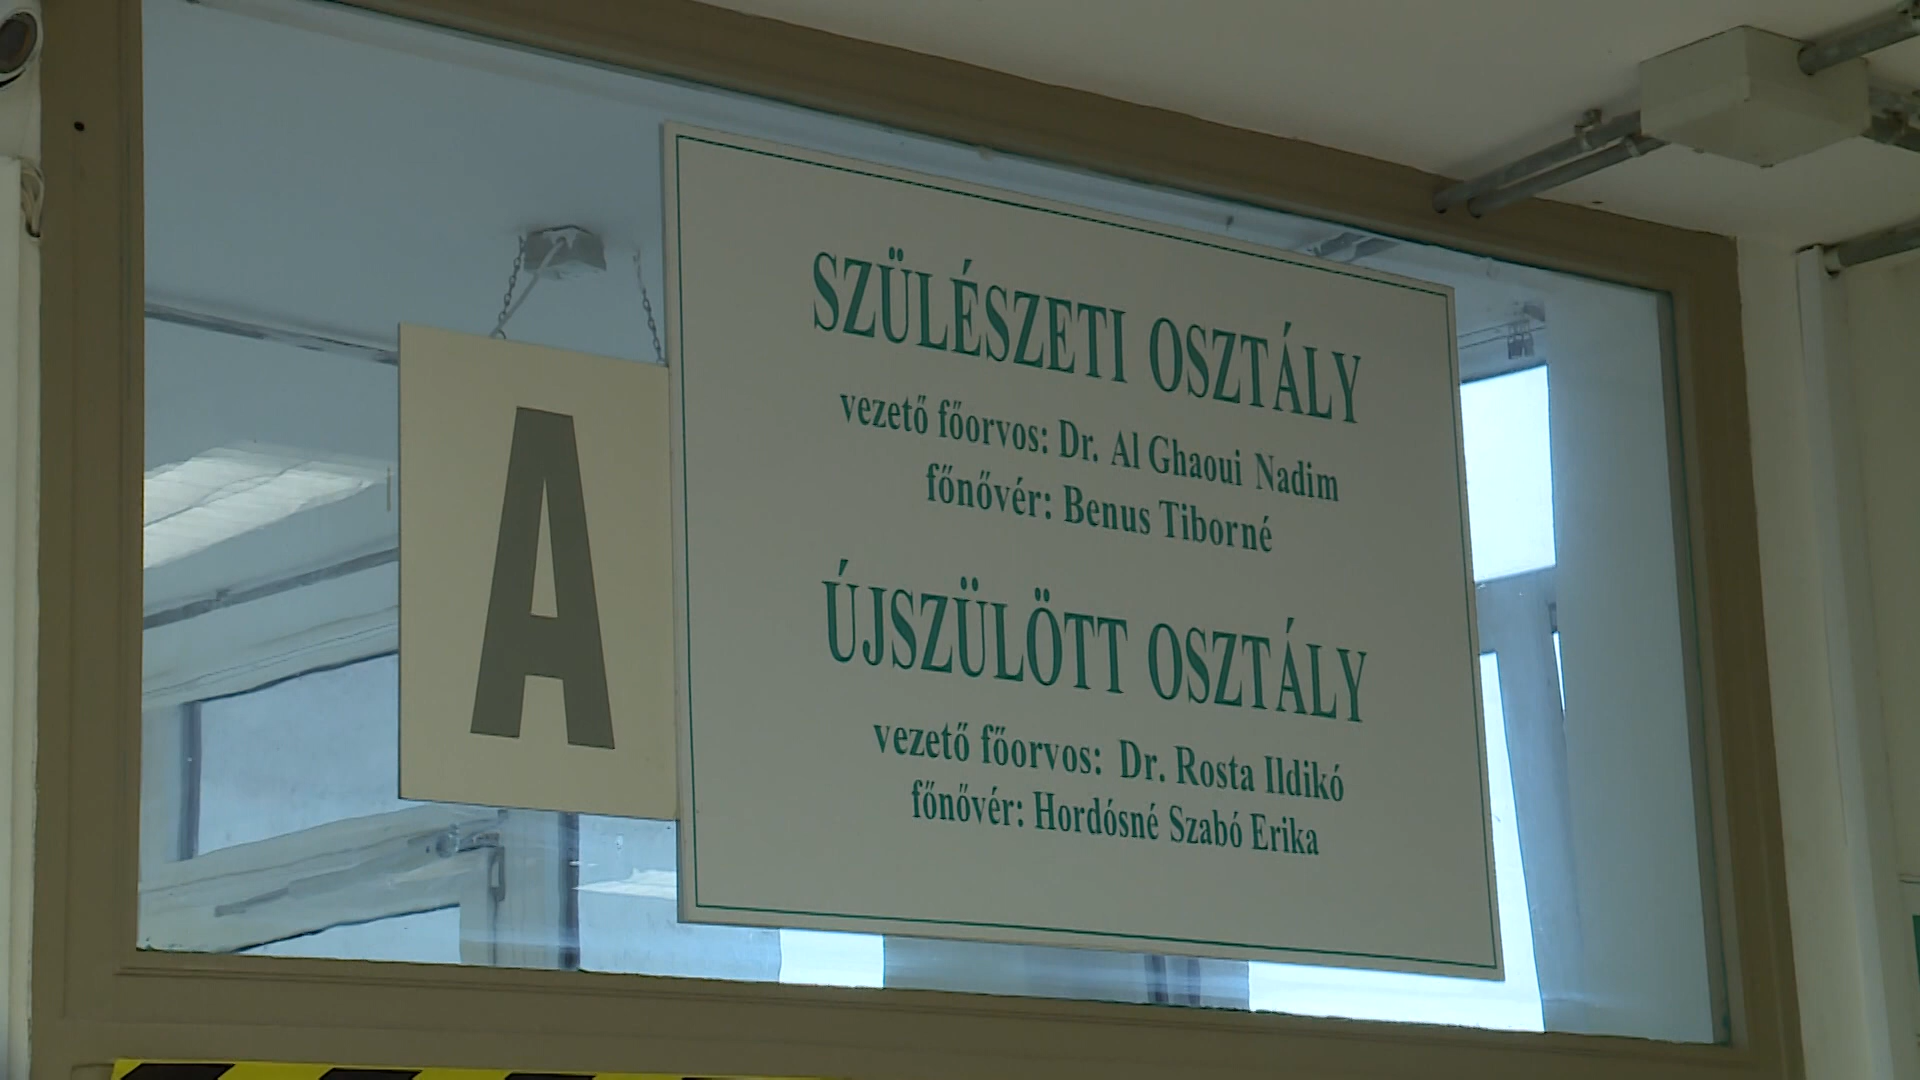 A
SZÜLÉSZETI OSZTÁLY
vezető főorvos: Dr. Al Ghaoui Nadim
főnővér: Benus Tiborné
ÚJSZÜLÖTT OSZTÁLY
vezető főorvos: Dr. Rosta Ildikó
főnővér: Hordósné Szabó Erika